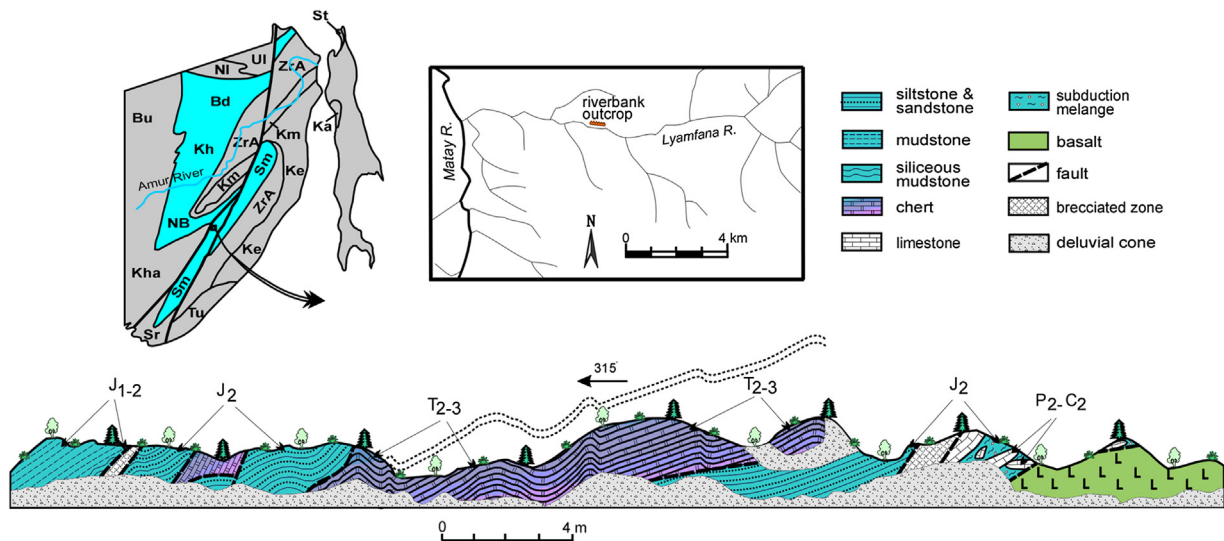 St
Nl
Ul
ZrA
Bd
Bu
Ka
ZrA
Km
Kh
Sm
Ke
Amur River
Km
ZrA
NB
Ke
Kha
Sm
Tu
Sr
riverbank
outcrop
Matay R.
Lyamfana R.
N
0
4 km
siltstone &
sandstone
mudstone
siliceous
mudstone
chert
limestone
subduction
melange
basalt
fault
brecciated zone
deluvial cone
315°
J1-2
J2
T2-3
T2-3
J2
P2- C2
L L L L L L L L L L L
0
4 m